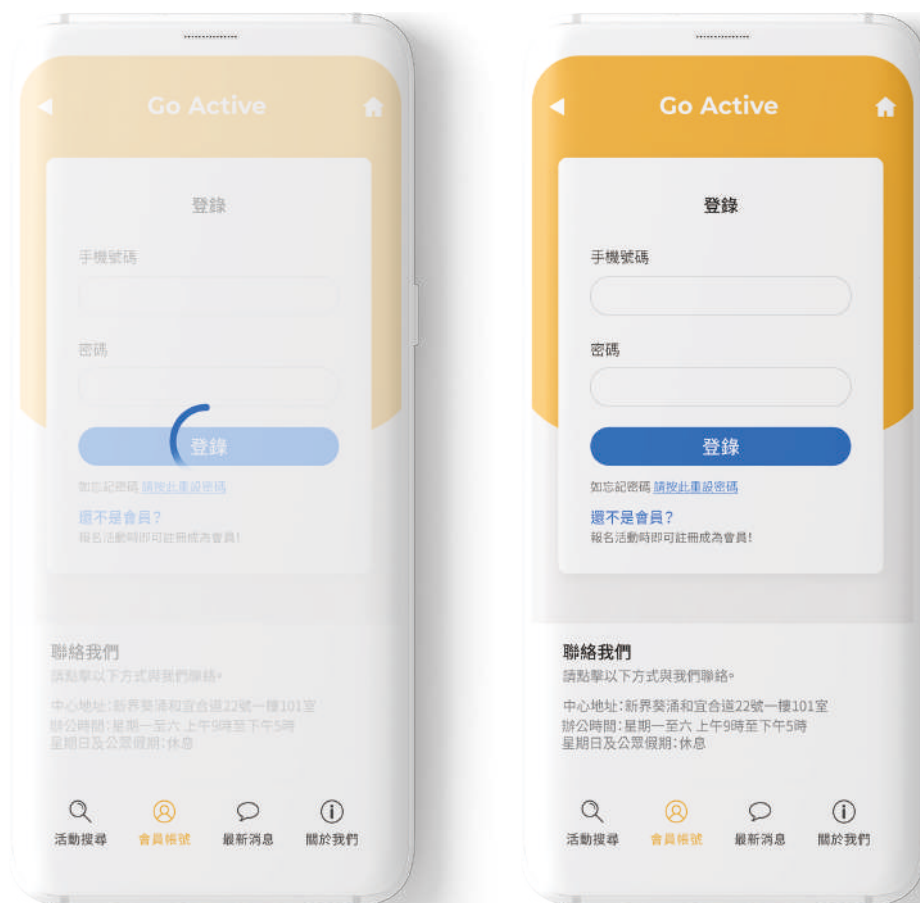 Go Active
登錄
手機號碼
密碼
登錄
如忘記密碼 請按此重設密碼
還不是會員？
報名活動時即可註冊成為會員！
聯絡我們
請點擊以下方式與我們聯絡。
中心地址：新界葵涌和宜合道22號一樓101室
辦公時間：星期一至六 上午9時至下午5時
星期日及公眾假期：休息
活動搜尋
會員帳號
最新消息
關於我們
Go Active
登錄
手機號碼
密碼
登錄
如忘記密碼 請按此重設密碼
還不是會員？
報名活動時即可註冊成為會員！
聯絡我們
請點擊以下方式與我們聯絡。
中心地址：新界葵涌和宜合道22號一樓101室
辦公時間：星期一至六 上午9時至下午5時
星期日及公眾假期：休息
活動搜尋
會員帳號
最新消息
關於我們